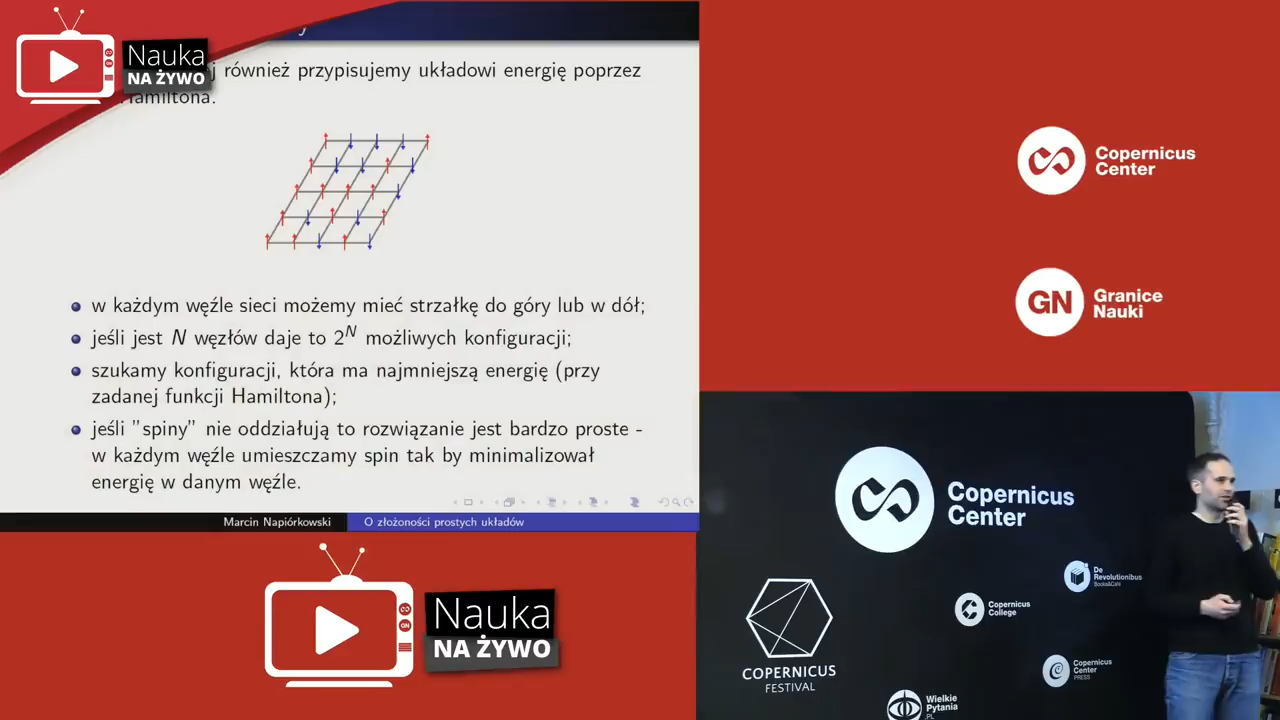 Nauka
NA ŻYWO
j również przypisujemy układowi energię poprzez
Hamiltona.
w każdym węźle sieci możemy mieć strzałkę do góry lub w dół;
jeśli jest N węzłów daje to 2^N możliwych konfiguracji;
szukamy konfiguracji, która ma najmniejszą energię (przy
zadanej funkcji Hamiltona);
jeśli "spiny" nie oddziałują to rozwiązanie jest bardzo proste -
w każdym węźle umieszczamy spin tak by minimalizował
energię w danym węźle.
Marcin Napiórkowski
O złożoności prostych układów
Nauka
NA ŻYWO
Copernicus
Center
GN
Granice
Nauki
Copernicus
Center
De
Revolutionibus
Books&Café
Copernicus
College
COPERNICUS
FESTIVAL
Copernicus
Center
PRESS
Wielkie
Pytania
.PL